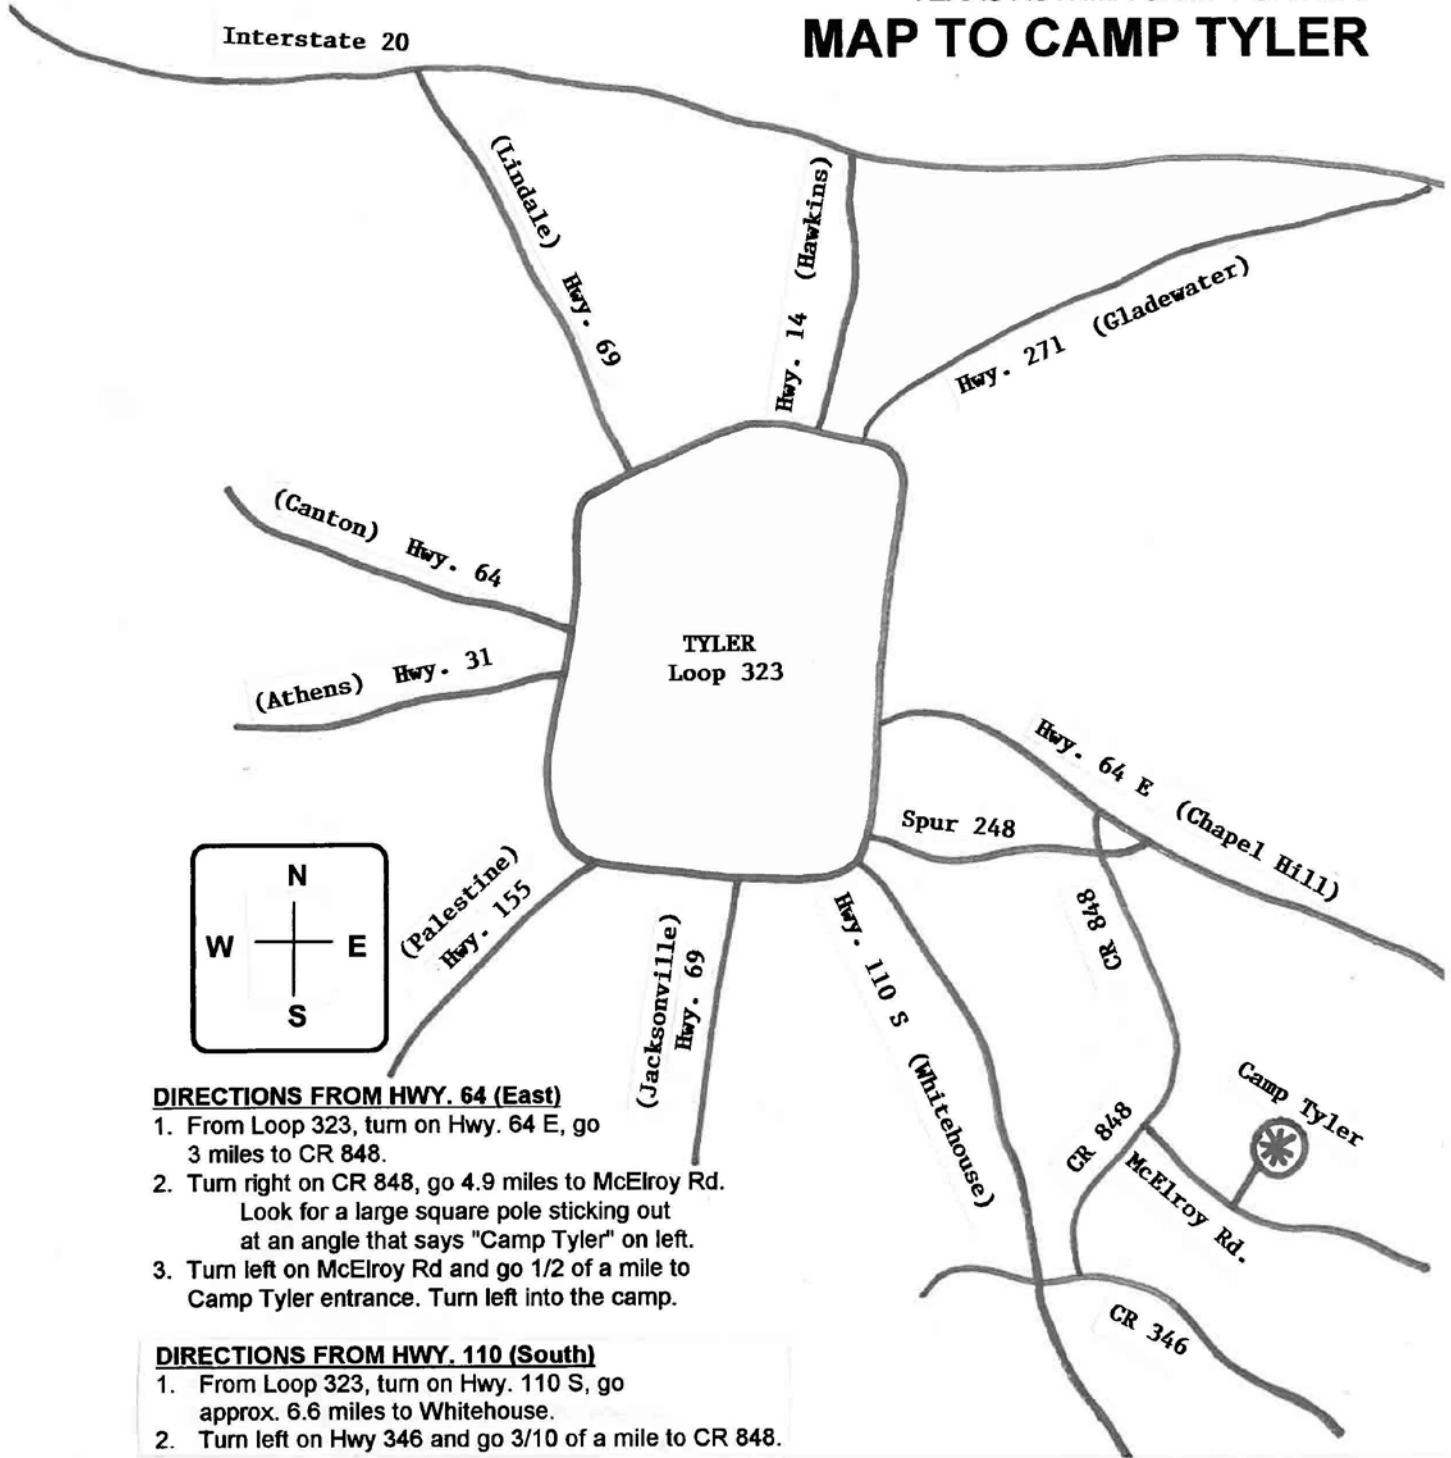 MAP TO CAMP TYLER
Interstate 20
(Lindale) Hwy. 69
Hwy. 14 (Hawkins)
Hwy. 271 (Gladewater)
(Canton) Hwy. 64
(Athens) Hwy. 31
TYLER
Loop 323
Hwy. 64 E (Chapel Hill)
Spur 248
CR 848
(Palestine)
Hwy. 155
(Jacksonville)
Hwy. 69
Hwy. 110 S (Whitehouse)
N
W E
S
Camp Tyler
CR 848
McElroy Rd.
CR 346
DIRECTIONS FROM HWY. 64 (East)
1. From Loop 323, turn on Hwy. 64 E, go
3 miles to CR 848.
2. Turn right on CR 848, go 4.9 miles to McElroy Rd.
Look for a large square pole sticking out
at an angle that says "Camp Tyler" on left.
3. Turn left on McElroy Rd and go 1/2 of a mile to
Camp Tyler entrance. Turn left into the camp.
DIRECTIONS FROM HWY. 110 (South)
1. From Loop 323, turn on Hwy. 110 S, go
approx. 6.6 miles to Whitehouse.
2. Turn left on Hwy 346 and go 3/10 of a mile to CR 848.